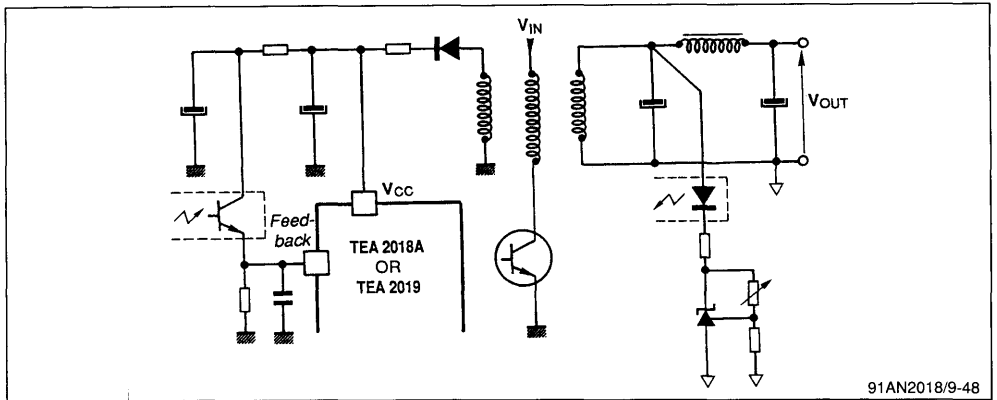 VIN
VOUT
VCC
Feed-
back
TEA 2018A
OR
TEA 2019
91AN2018/9-48